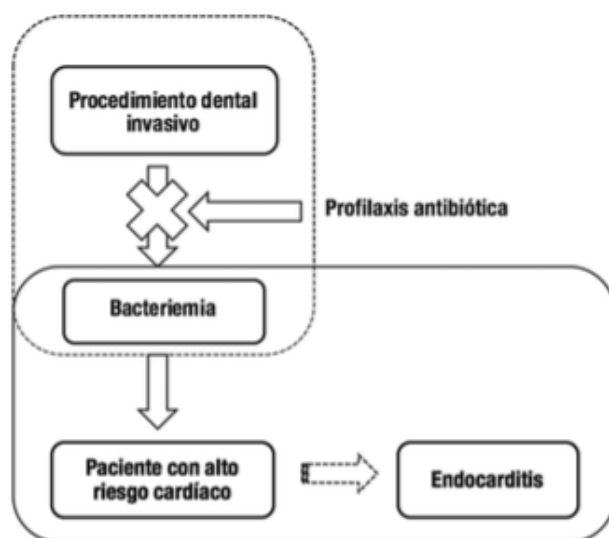 Procedimiento dental
invasivo
Profilaxis antibiótica
Bacteriemia
Paciente con alto
riesgo cardíaco
Endocarditis